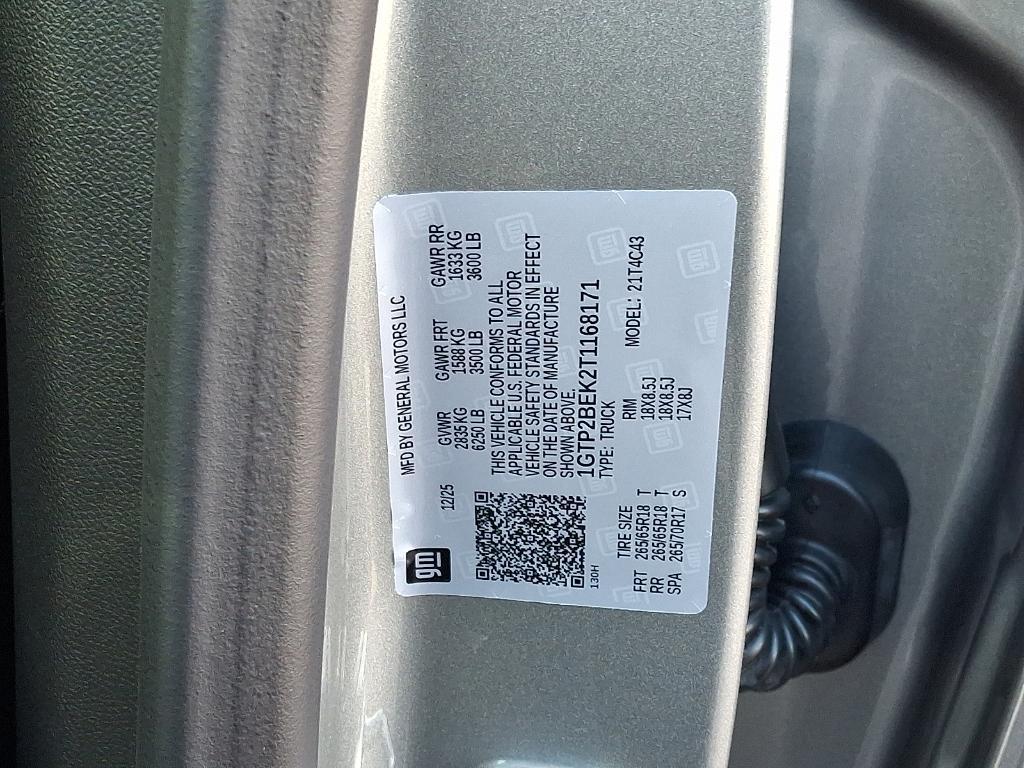 MFD BY GENERAL MOTORS LLC
gm
12/25 GVWR GAWR FRT GAWR RR
2835 KG 1588 KG 1633 KG
6250 LB 3500 LB 3600 LB
THIS VEHICLE CONFORMS TO ALL
APPLICABLE U.S. FEDERAL MOTOR
VEHICLE SAFETY STANDARDS IN EFFECT
ON THE DATE OF MANUFACTURE
SHOWN ABOVE.
1GTP2BEK2T1168171
130H
TYPE: TRUCK
TIRE SIZE RIM MODEL: 21T4C43
FRT 265/65R18 T 18X8.5J
RR 265/65R18 T 18X8.5J
SPA 265/70R17 S 17X8J